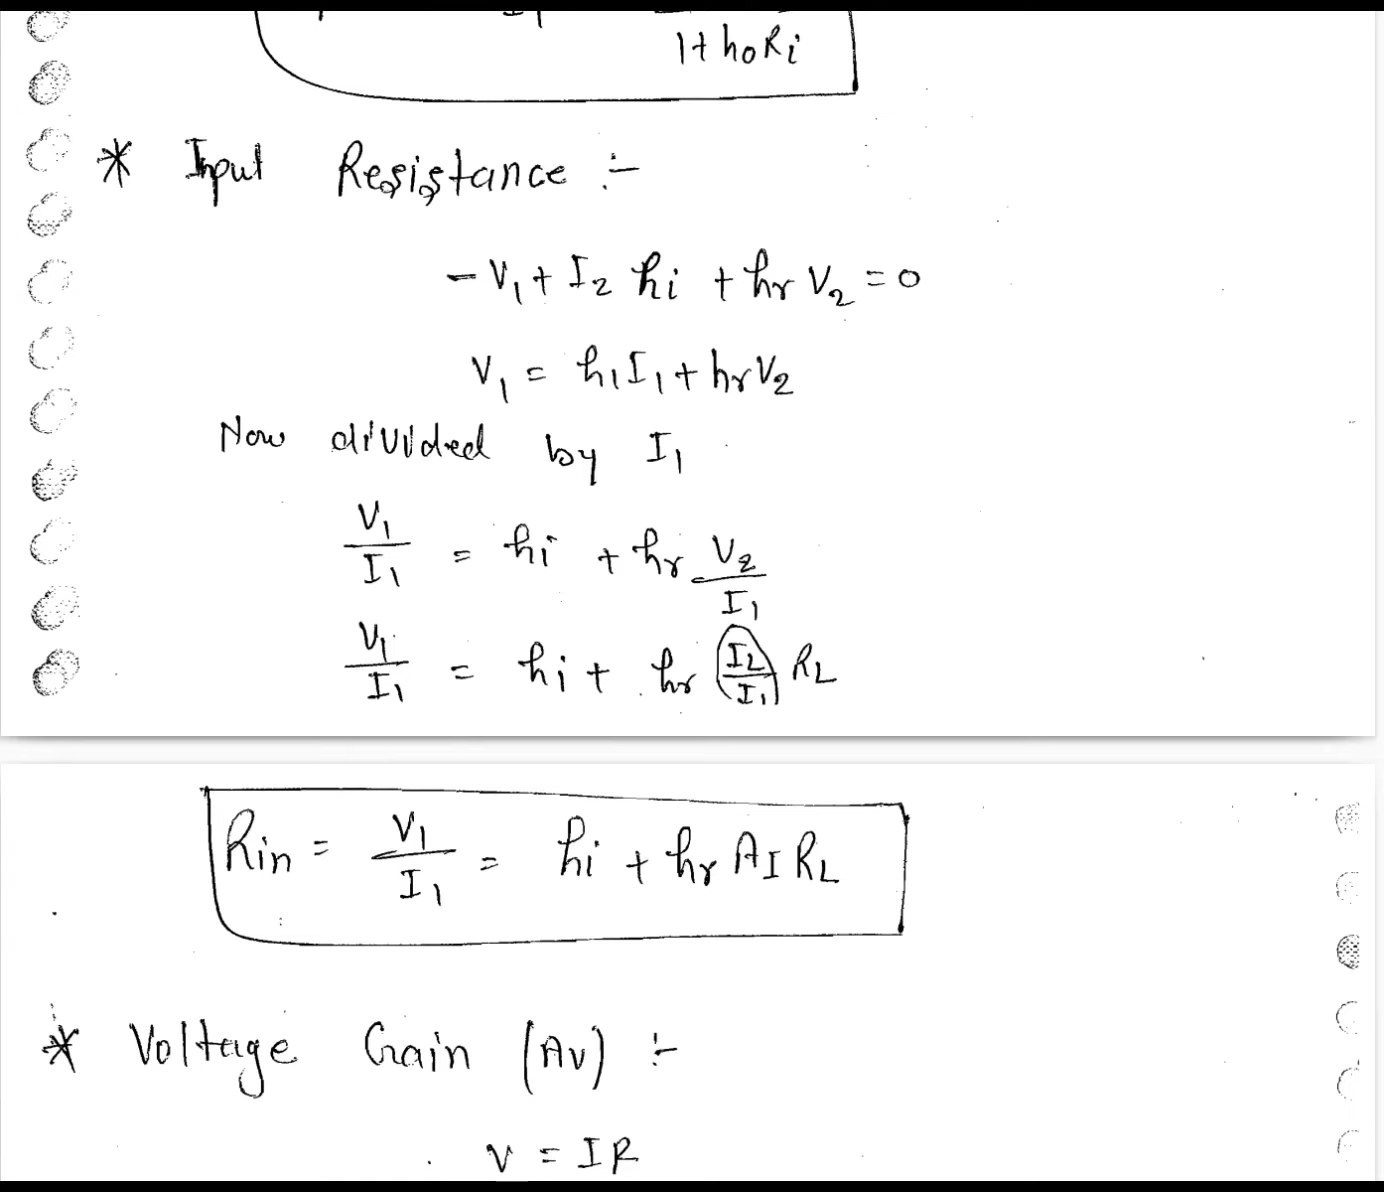 1+hoRi
* Input Resistance :-
-V₁ + I₂ hi + hr V₂ = 0
V₁ = h₁I₁ + hrV₂
Now divided by I₁
V₁/I₁ = hi + hr V₂/I₁
V₁/I₁ = hi + hr (I₂/I₁) RL
Rin = V₁/I₁ = hi + hr AI RL
* Voltage Gain (Av) :-
V = IR